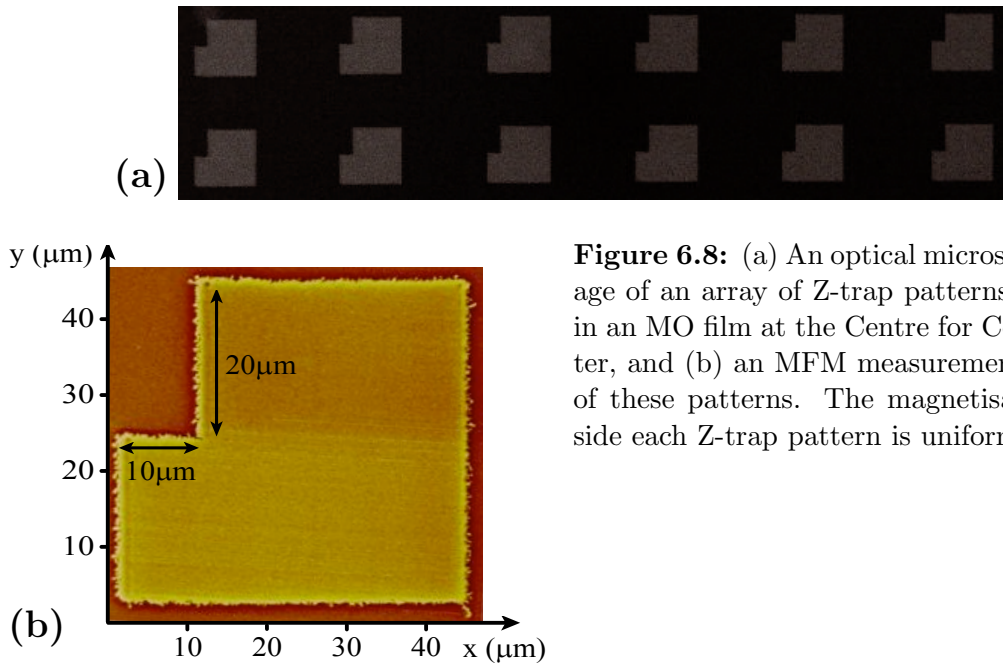 (a)
Figure 6.8: (a) An optical micros
age of an array of Z-trap patterns
in an MO film at the Centre for C
ter, and (b) an MFM measuremen
of these patterns. The magnetisa
side each Z-trap pattern is uniform
y (μm)
40
30
20
10
20μm
10μm
(b)
10 20 30 40 x (μm)